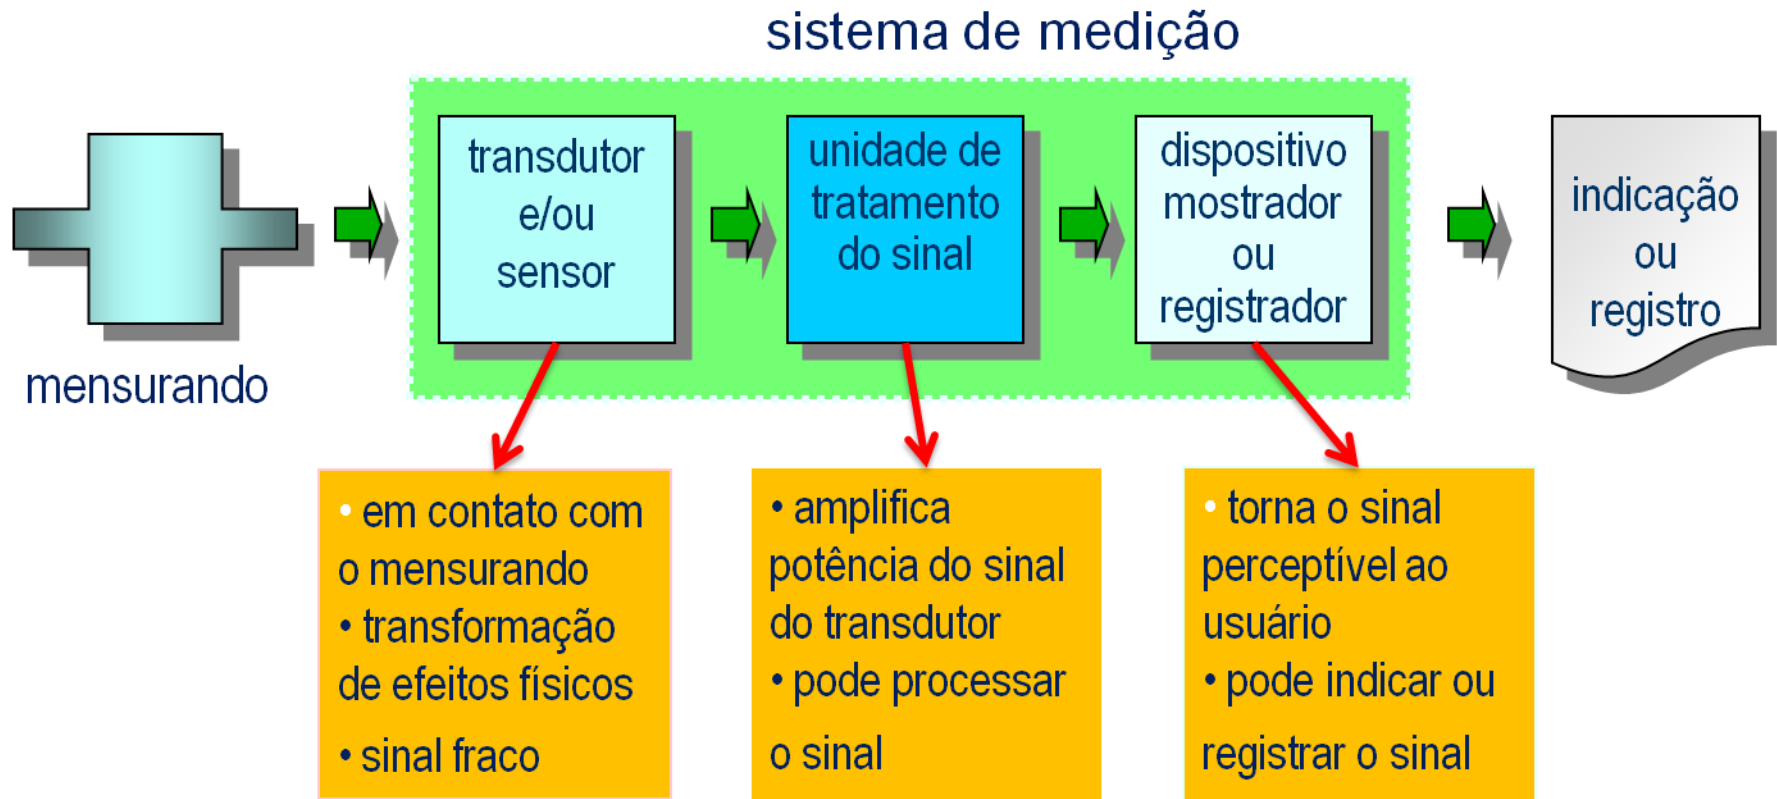 sistema de medição
mensurando
transdutor
e/ou
sensor
unidade de
tratamento
do sinal
dispositivo
mostrador
ou
registrador
indicação
ou
registro
• em contato com
o mensurando
• transformação
de efeitos físicos
• sinal fraco
• amplifica
potência do sinal
do transdutor
• pode processar
o sinal
• torna o sinal
perceptível ao
usuário
• pode indicar ou
registrar o sinal